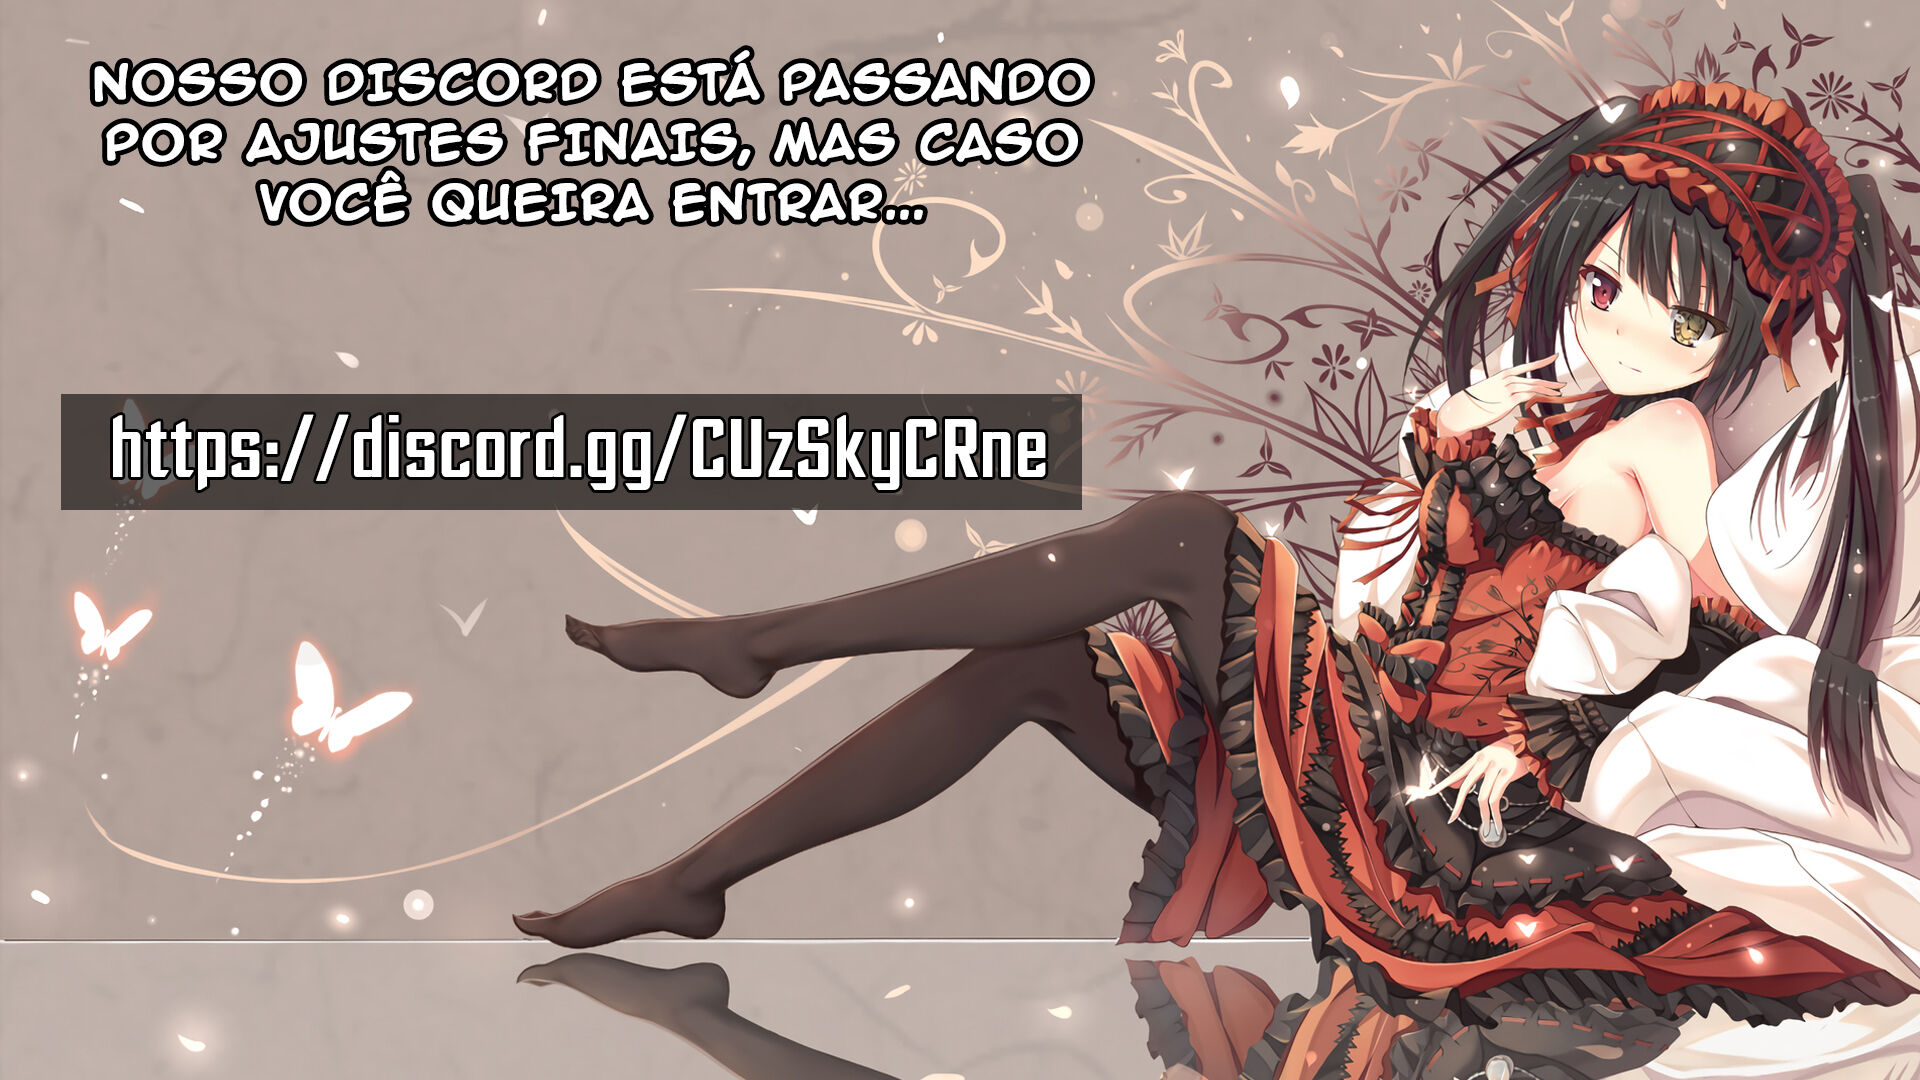 NOSSO DISCORD ESTÁ PASSANDO
POR AJUSTES FINAIS, MAS CASO
VOCÊ QUEIRA ENTRAR...
https://discord.gg/CUzSkyCRne